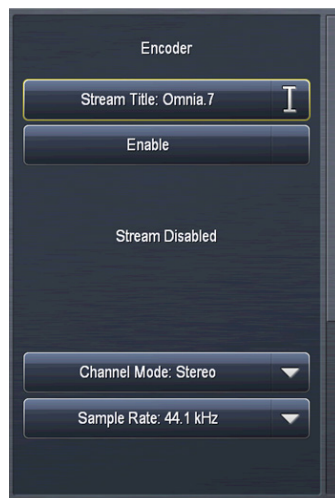 Encoder
Stream Title: Omnia.7
Enable
Stream Disabled
Channel Mode: Stereo
Sample Rate: 44.1 kHz